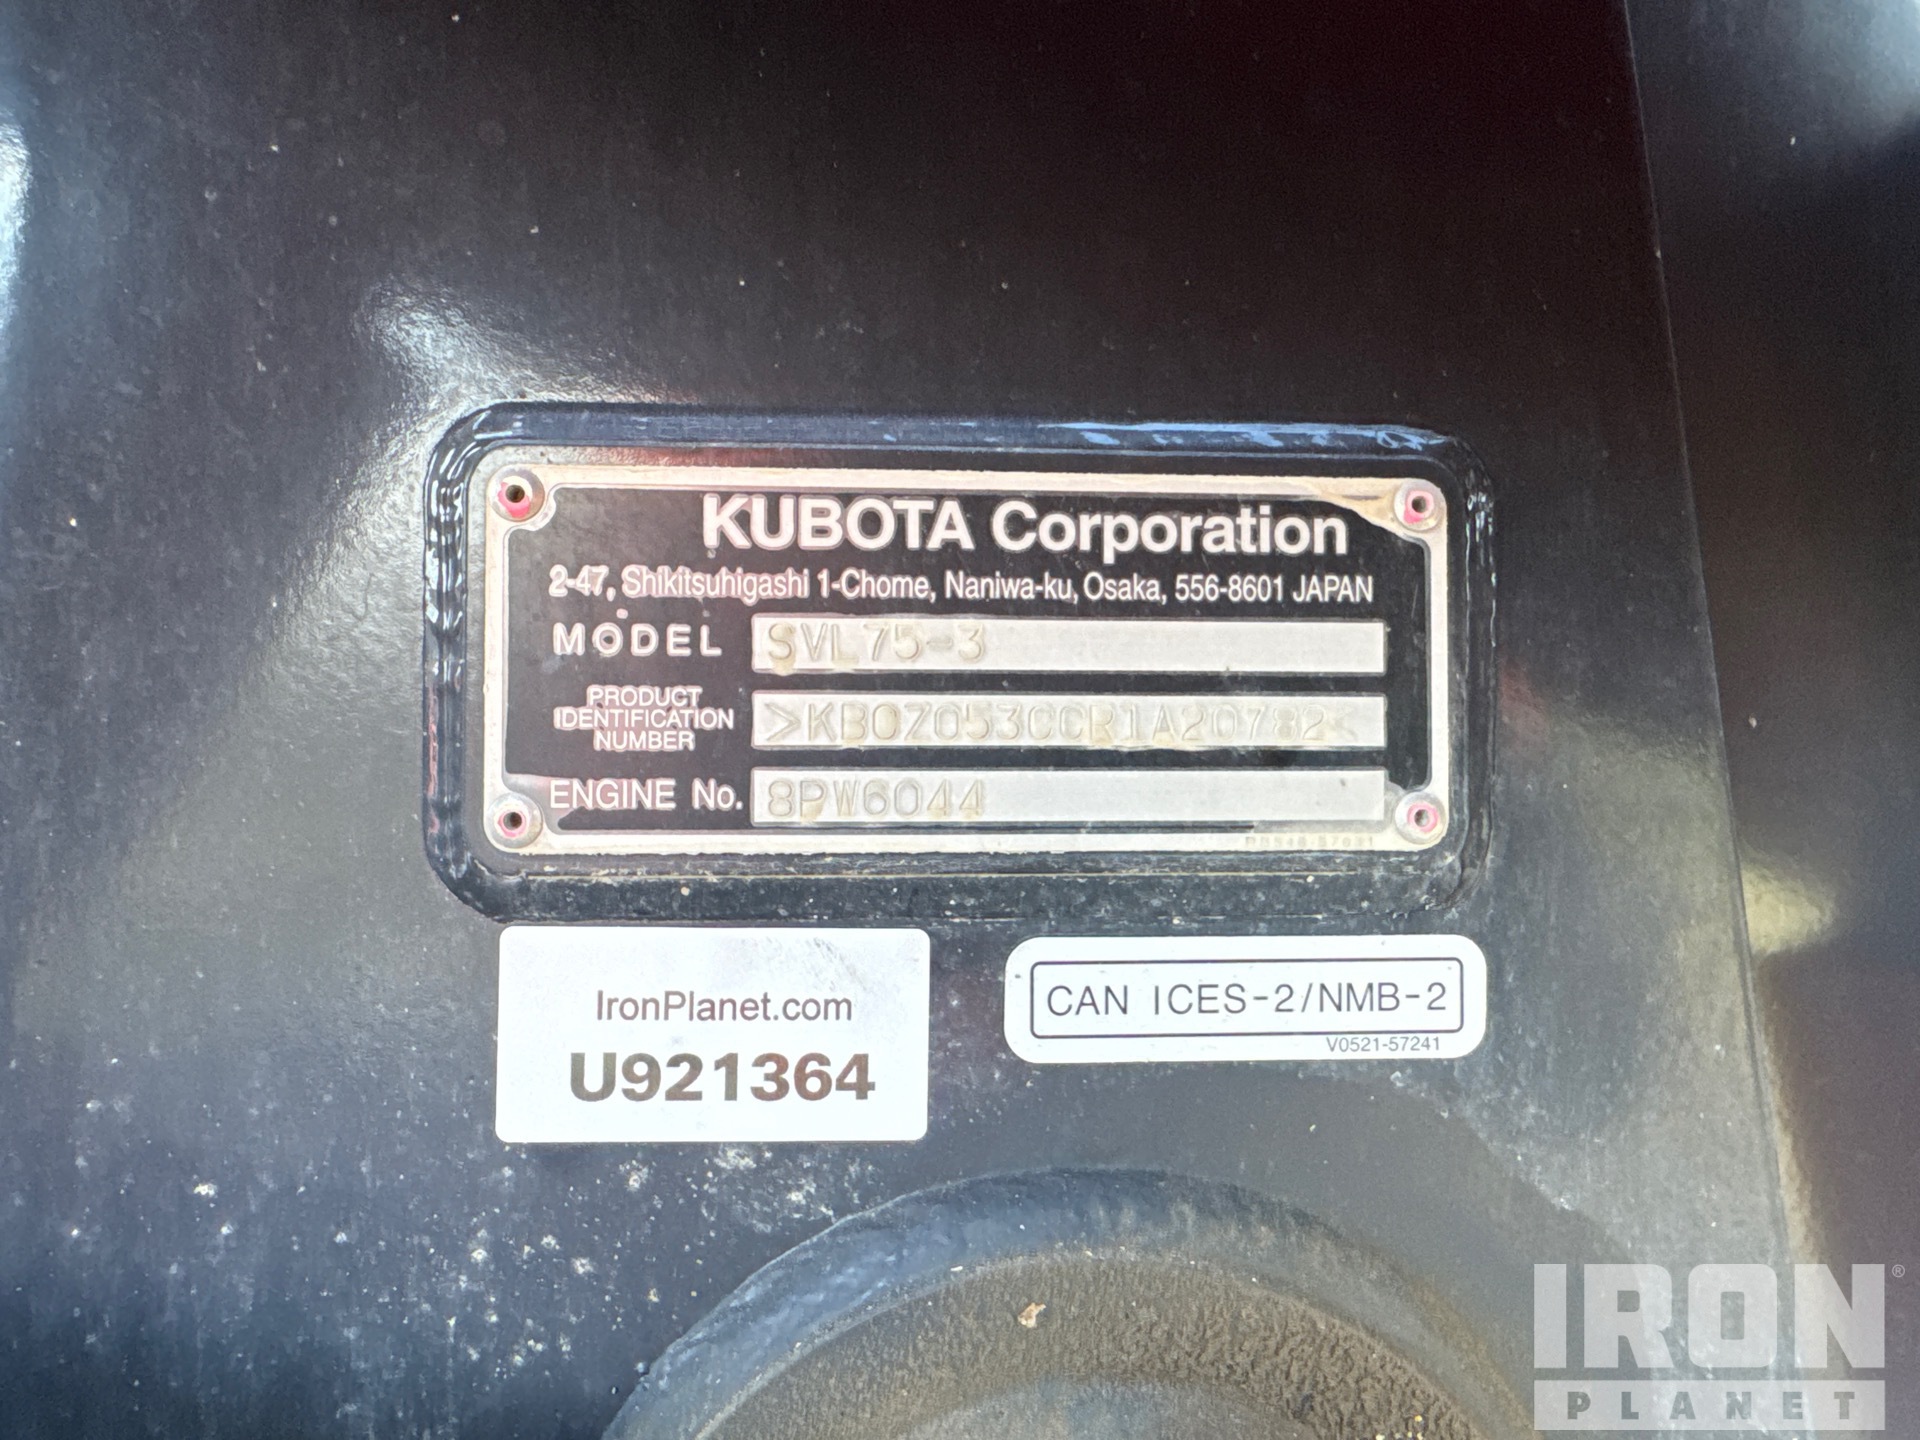 KUBOTA Corporation
2-47, Shikitsuhigashi 1-Chome, Naniwa-ku, Osaka, 556-8601 JAPAN
MODEL SVL75-3
PRODUCT
IDENTIFICATION
NUMBER
>KBOZ053CCR1A20782<
ENGINE No. 8PW6044
IronPlanet.com
U921364
CAN ICES-2/NMB-2
V0521-57241
IRON®
PLANET